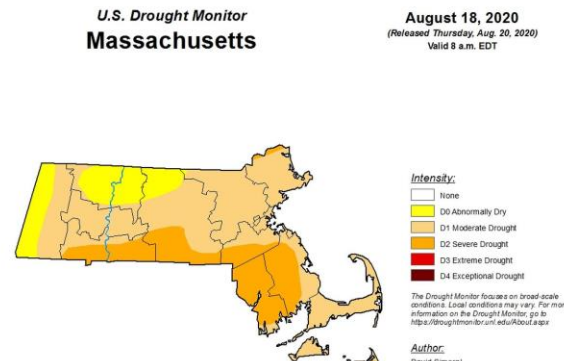 U.S. Drought Monitor
Massachusetts
August 18, 2020
(Released Thursday, Aug. 20, 2020)
Valid 8 a.m. EDT
Intensity:
None
D0 Abnormally Dry
D1 Moderate Drought
D2 Severe Drought
D3 Extreme Drought
D4 Exceptional Drought
The Drought Monitor focuses on broad-scale
conditions. Local conditions may vary. For more
information on the Drought Monitor, go to
https://droughtmonitor.unl.edu/About.aspx
Author: